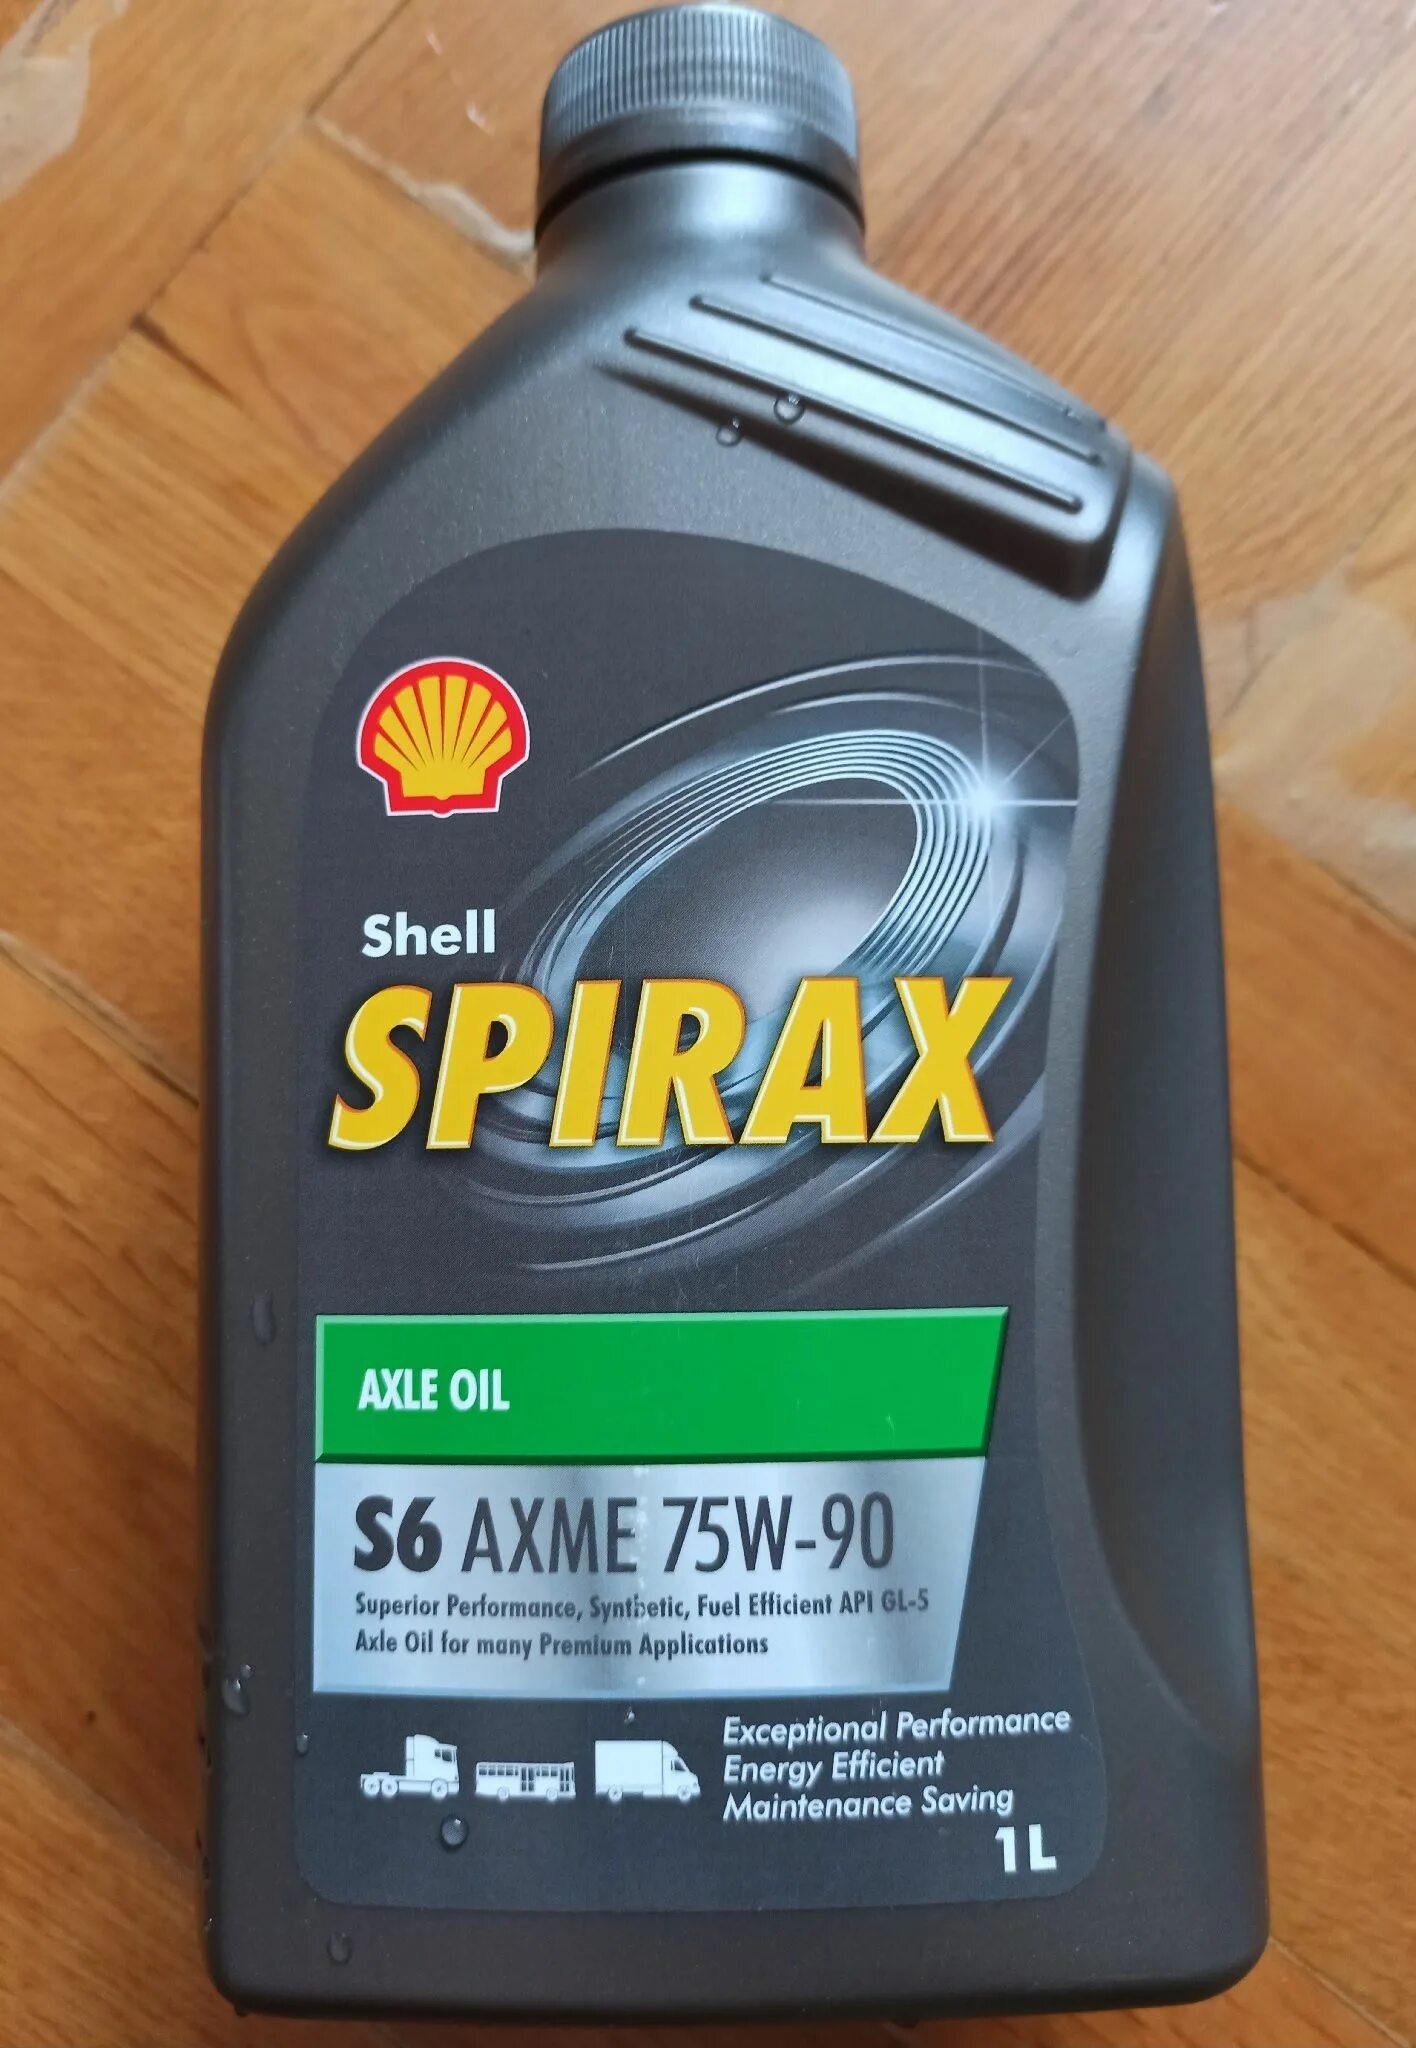 Shell
SPIRAX
AXLE OIL
S6 AXME 75W-90
Superior Performance, Synthetic, Fuel Efficient API GL-5
Axle Oil for many Premium Applications
Exceptional Performance
Energy Efficient
Maintenance Saving
1 L